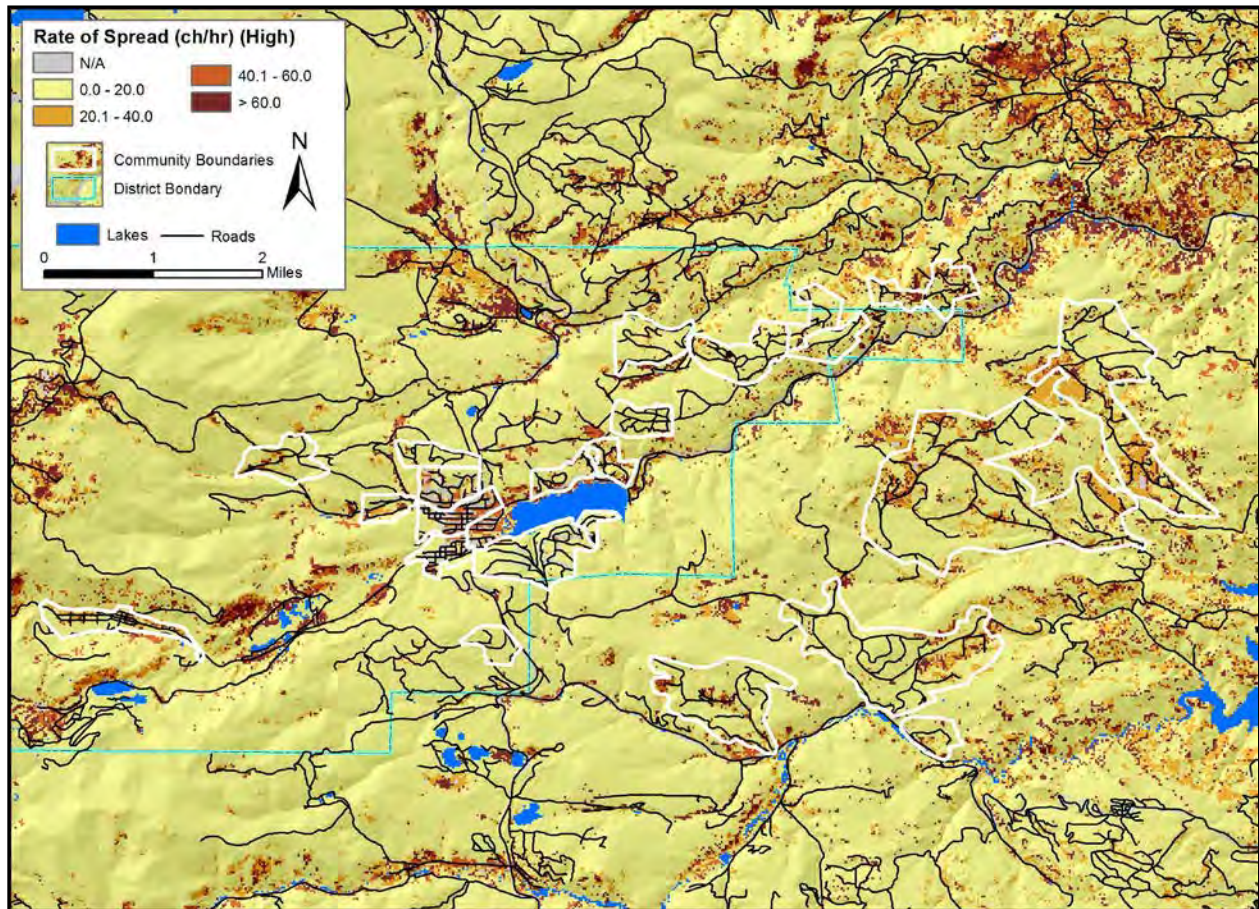 Rate of Spread (ch/hr) (High)
N/A
0.0 - 20.0
20.1 - 40.0
40.1 - 60.0
> 60.0
N
Community Boundaries
District Bondary
Lakes
Roads
0 1 2
Miles